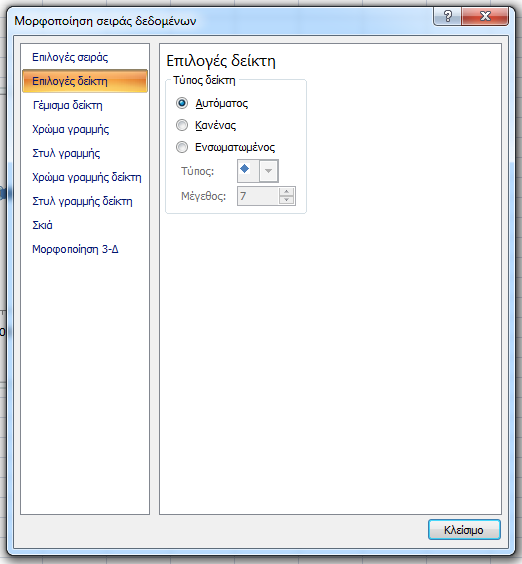 Μορφοποίηση σειράς δεδομένων
Επιλογές σειράς
Επιλογές δείκτη
Γέμισμα δείκτη
Χρώμα γραμμής
Στυλ γραμμής
Χρώμα γραμμής δείκτη
Στυλ γραμμής δείκτη
Σκιά
Μορφοποίηση 3-Δ
Επιλογές δείκτη
Τύπος δείκτη
Αυτόματος
Κανένας
Ενσωματωμένος
Τύπος:
Μέγεθος: 7
Κλείσιμο